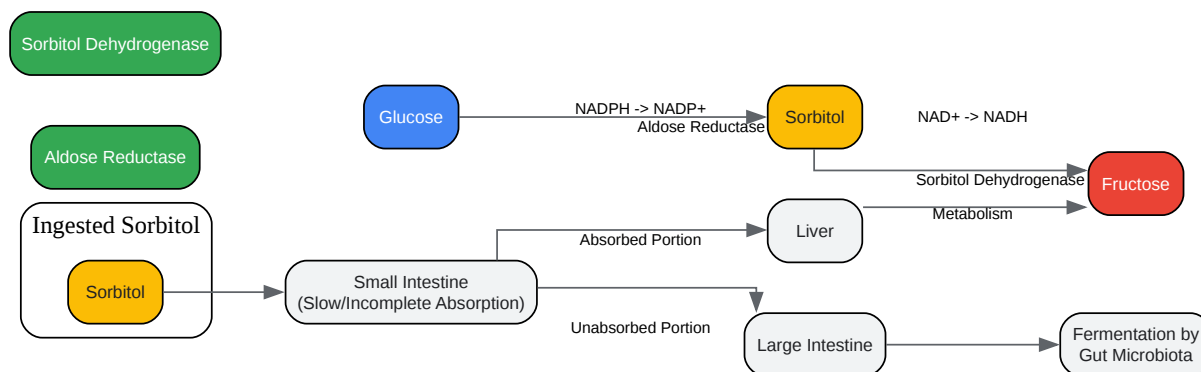 Sorbitol Dehydrogenase
Aldose Reductase
Glucose
NADPH -> NADP+
Aldose Reductase
Sorbitol
NAD+ -> NADH
Sorbitol Dehydrogenase
Fructose
Ingested Sorbitol
Sorbitol
Small Intestine
(Slow/Incomplete Absorption)
Absorbed Portion
Liver
Metabolism
Unabsorbed Portion
Large Intestine
Fermentation by
Gut Microbiota